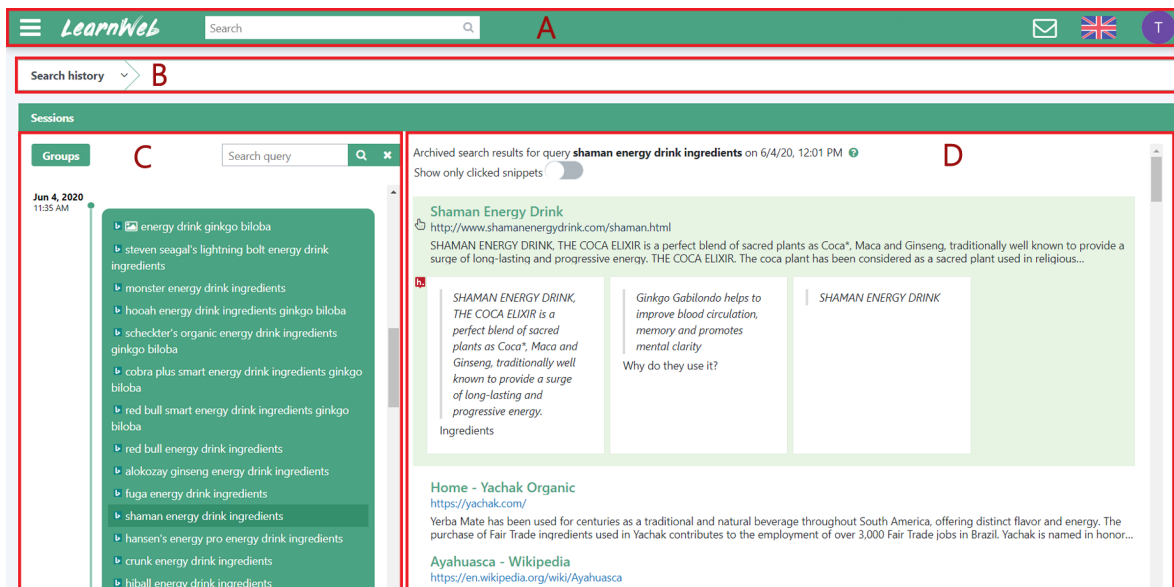 LearnWeb
Search
A
T
Search history
B
Sessions
Groups
C
Search query
Jun 4, 2020
11:35 AM
energy drink ginkgo biloba
steven seagal's lightning bolt energy drink
ingredients
monster energy drink ingredients
hooah energy drink ingredients ginkgo biloba
scheckter's organic energy drink ingredients
ginkgo biloba
cobra plus smart energy drink ingredients ginkgo
biloba
red bull smart energy drink ingredients ginkgo
biloba
red bull energy drink ingredients
alokozay ginseng energy drink ingredients
fuga energy drink ingredients
shaman energy drink ingredients
hansen's energy pro energy drink ingredients
crunk energy drink ingredients
hiball energy drink ingredients
Archived search results for query shaman energy drink ingredients on 6/4/20, 12:01 PM ?
D
Show only clicked snippets
Shaman Energy Drink
http://www.shamanenergydrink.com/shaman.html
SHAMAN ENERGY DRINK, THE COCA ELIXIR is a perfect blend of sacred plants as Coca*, Maca and Ginseng, traditionally well known to provide a
surge of long-lasting and progressive energy. THE COCA ELIXIR. The coca plant has been considered as a sacred plant used in religious...
h.
SHAMAN ENERGY DRINK,
THE COCA ELIXIR is a
perfect blend of sacred
plants as Coca*, Maca and
Ginseng, traditionally well
known to provide a surge
of long-lasting and
progressive energy.
Ingredients
Ginkgo Gabilondo helps to
improve blood circulation,
memory and promotes
mental clarity
Why do they use it?
SHAMAN ENERGY DRINK
Home - Yachak Organic
https://yachak.com/
Yerba Mate has been used for centuries as a traditional and natural beverage throughout South America, offering distinct flavor and energy. The
purchase of Fair Trade ingredients used in Yachak contributes to the employment of over 3,000 Fair Trade jobs in Brazil. Yachak is named in honor...
Ayahuasca - Wikipedia
https://en.wikipedia.org/wiki/Ayahuasca